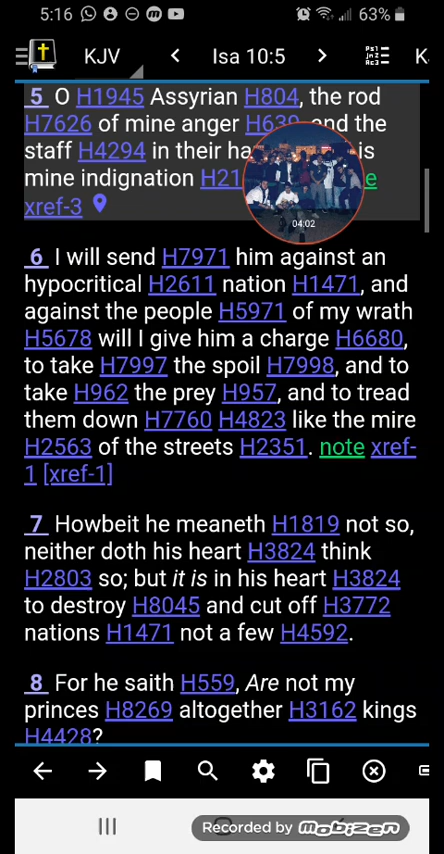 5:16 63%
KJV < Isa 10:5 > K
5 O H1945 Assyrian H804, the rod
H7626 of mine anger H639, and the
staff H4294 in their is
mine indignation H21 e
xref-3
04:02
6 I will send H7971 him against an
hypocritical H2611 nation H1471, and
against the people H5971 of my wrath
H5678 will I give him a charge H6680,
to take H7997 the spoil H7998, and to
take H962 the prey H957, and to tread
them down H7760 H4823 like the mire
H2563 of the streets H2351. note xref-
1 [xref-1]
7 Howbeit he meaneth H1819 not so,
neither doth his heart H3824 think
H2803 so; but it is in his heart H3824
to destroy H8045 and cut off H3772
nations H1471 not a few H4592.
8 For he saith H559, Are not my
princes H8269 altogether H3162 kings
H4428?
Recorded by Mobizen